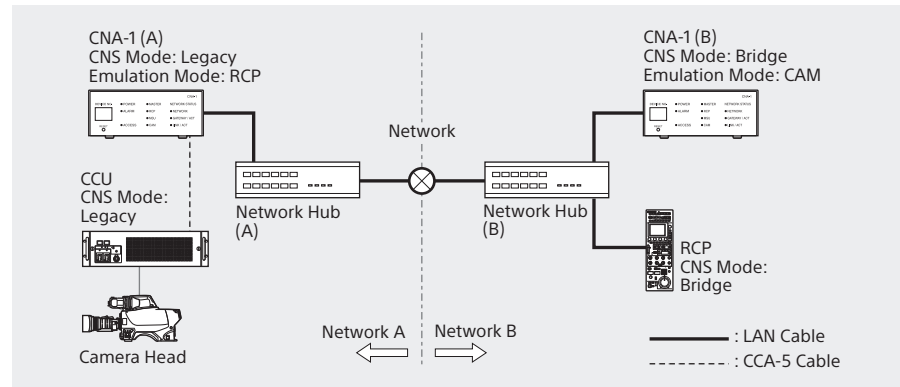 CNA-1 (A)
CNS Mode: Legacy
Emulation Mode: RCP
CNA-1 (B)
CNS Mode: Bridge
Emulation Mode: CAM
Network
CCU
CNS Mode:
Legacy
Network Hub
(A)
Network Hub
(B)
RCP
CNS Mode:
Bridge
Camera Head
Network A
Network B
: LAN Cable
: CCA-5 Cable